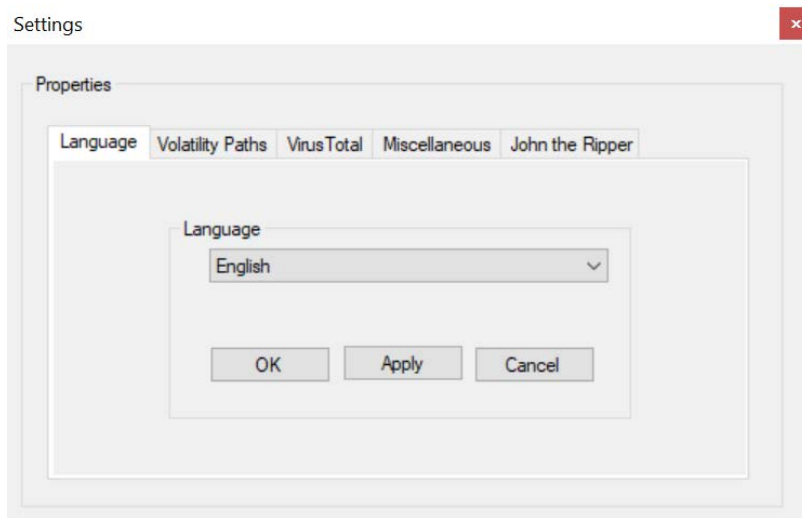 Settings
Properties
Language Volatility Paths VirusTotal Miscellaneous John the Ripper
Language
English
OK Apply Cancel